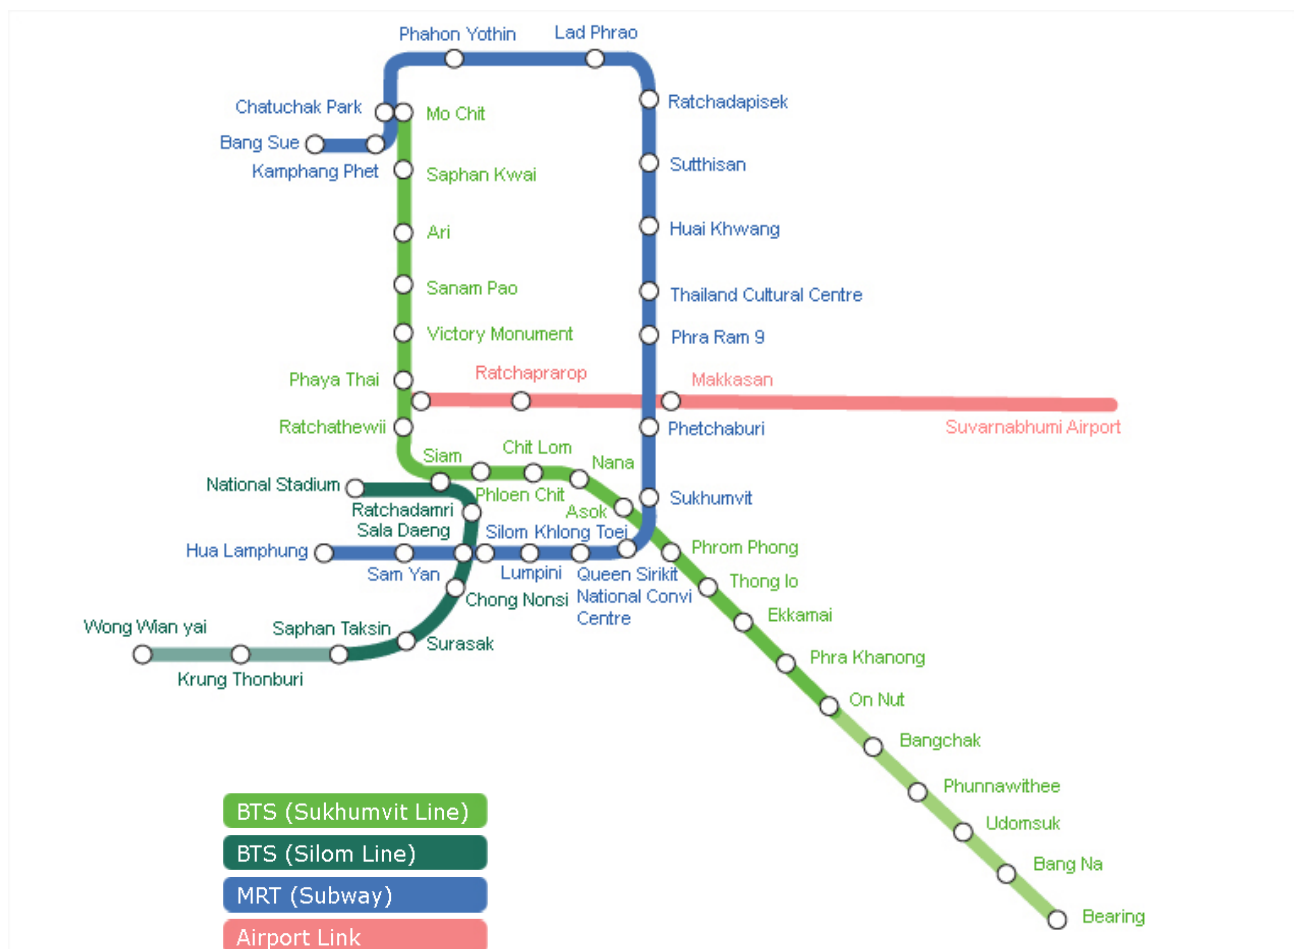 Phahon Yothin
Lad Phrao
Chatuchak Park
Mo Chit
Ratchadapisek
Bang Sue
Kamphang Phet
Saphan Kwai
Sutthisan
Ari
Huai Khwang
Sanam Pao
Thailand Cultural Centre
Victory Monument
Phra Ram 9
Phaya Thai
Ratchaprarop
Makkasan
Ratchathewii
Phetchaburi
Suvarnabhumi Airport
Siam
Chit Lom
Nana
National Stadium
Phloen Chit
Sukhumvit
Ratchadamri
Asok
Sala Daeng
Silom Khlong Toei
Hua Lamphung
Phrom Phong
Sam Yan
Lumpini
Queen Sirikit
National Convi
Centre
Thong lo
Chong Nonsi
Ekkamai
Wong Wian yai
Saphan Taksin
Surasak
Phra Khanong
Krung Thonburi
On Nut
Bangchak
Phunnawithee
Udomsuk
Bang Na
Bearing
BTS (Sukhumvit Line)
BTS (Silom Line)
MRT (Subway)
Airport Link